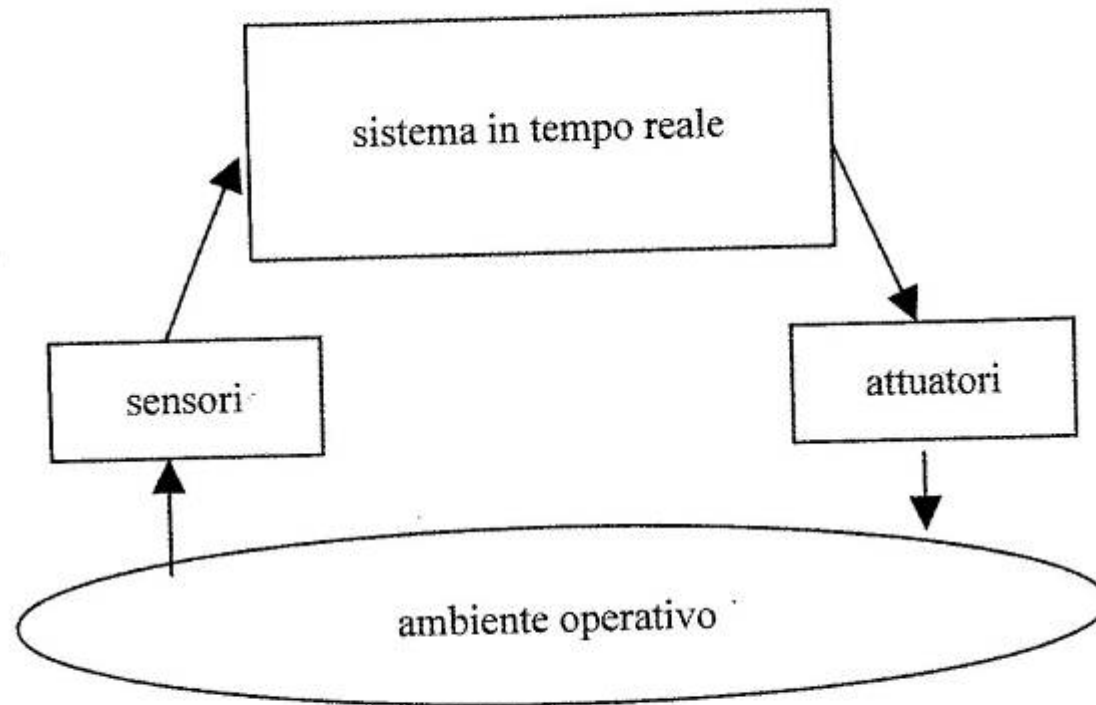 sistema in tempo reale
sensori
attuatori
ambiente operativo